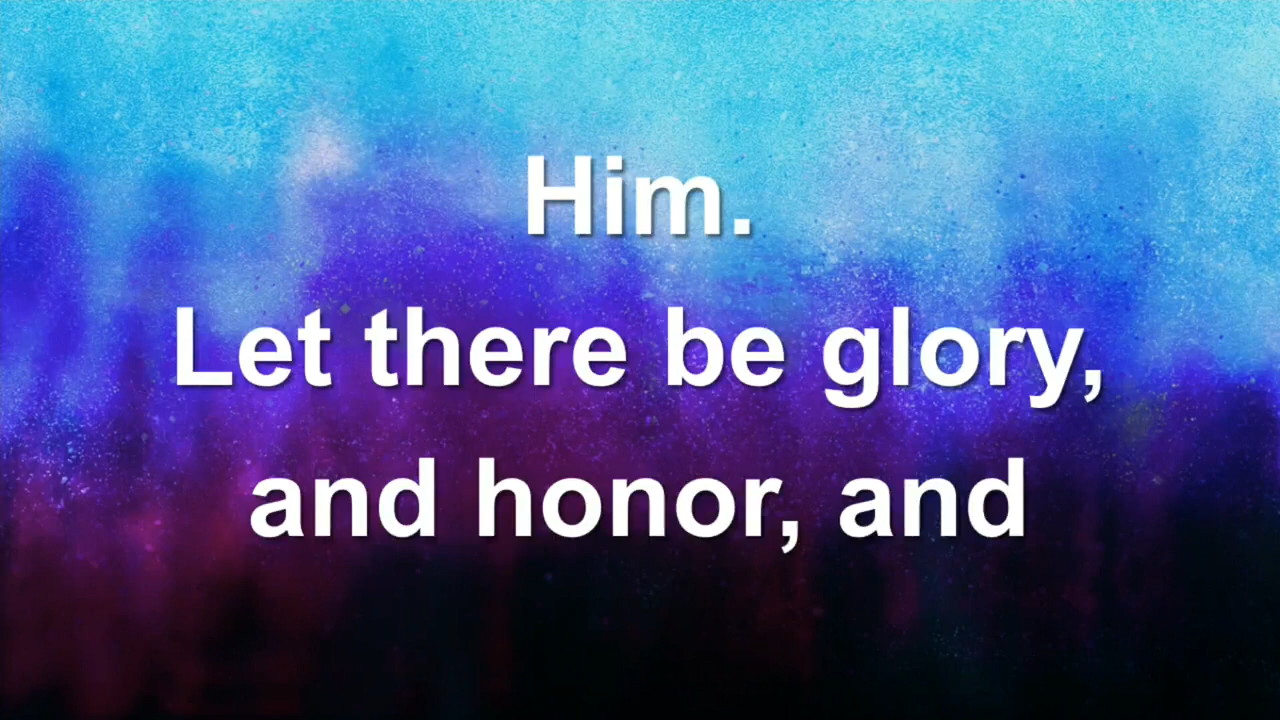 Him.
Let there be glory,
and honor, and